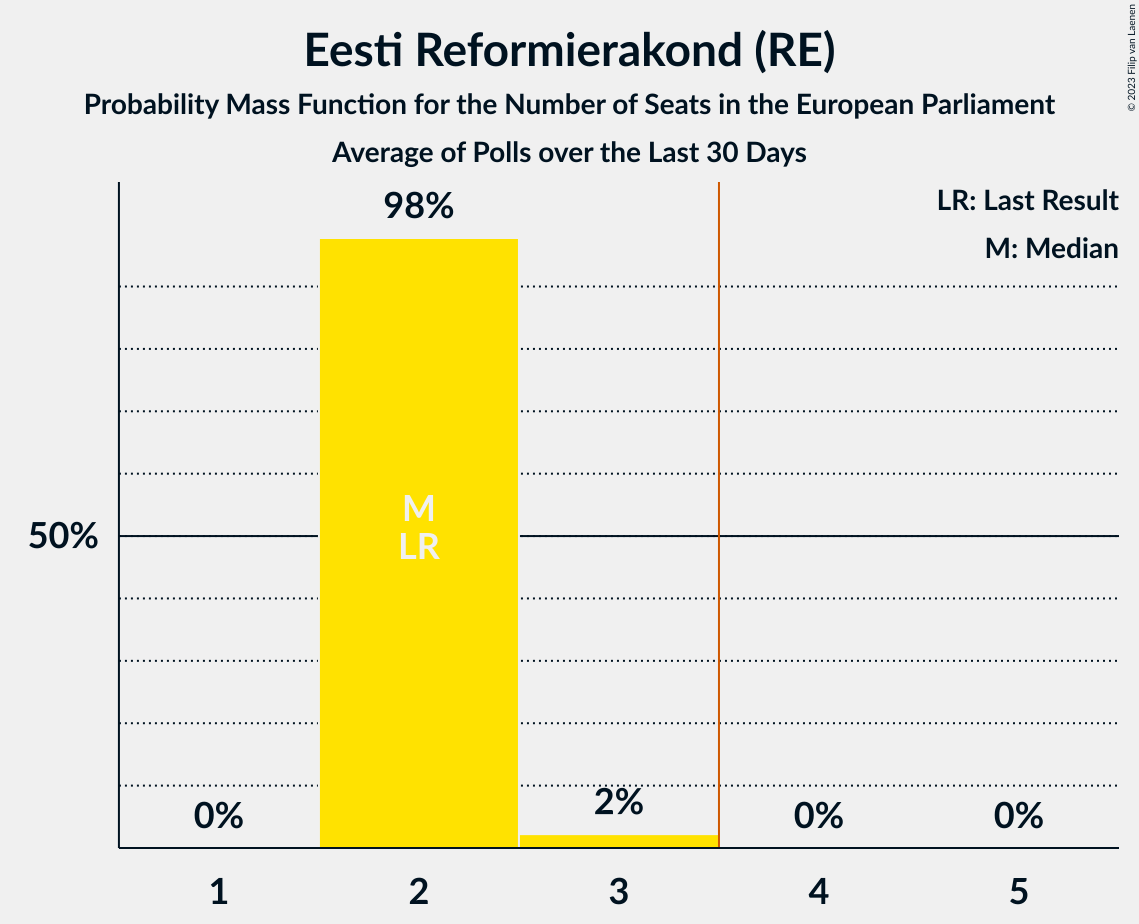 Eesti Reformierakond (RE)
Probability Mass Function for the Number of Seats in the European Parliament
Average of Polls over the Last 30 Days
© 2023 Filip van Laenen
LR: Last Result
M: Median
98%
M
LR
50%
0%
2%
0%
0%
1
2
3
4
5